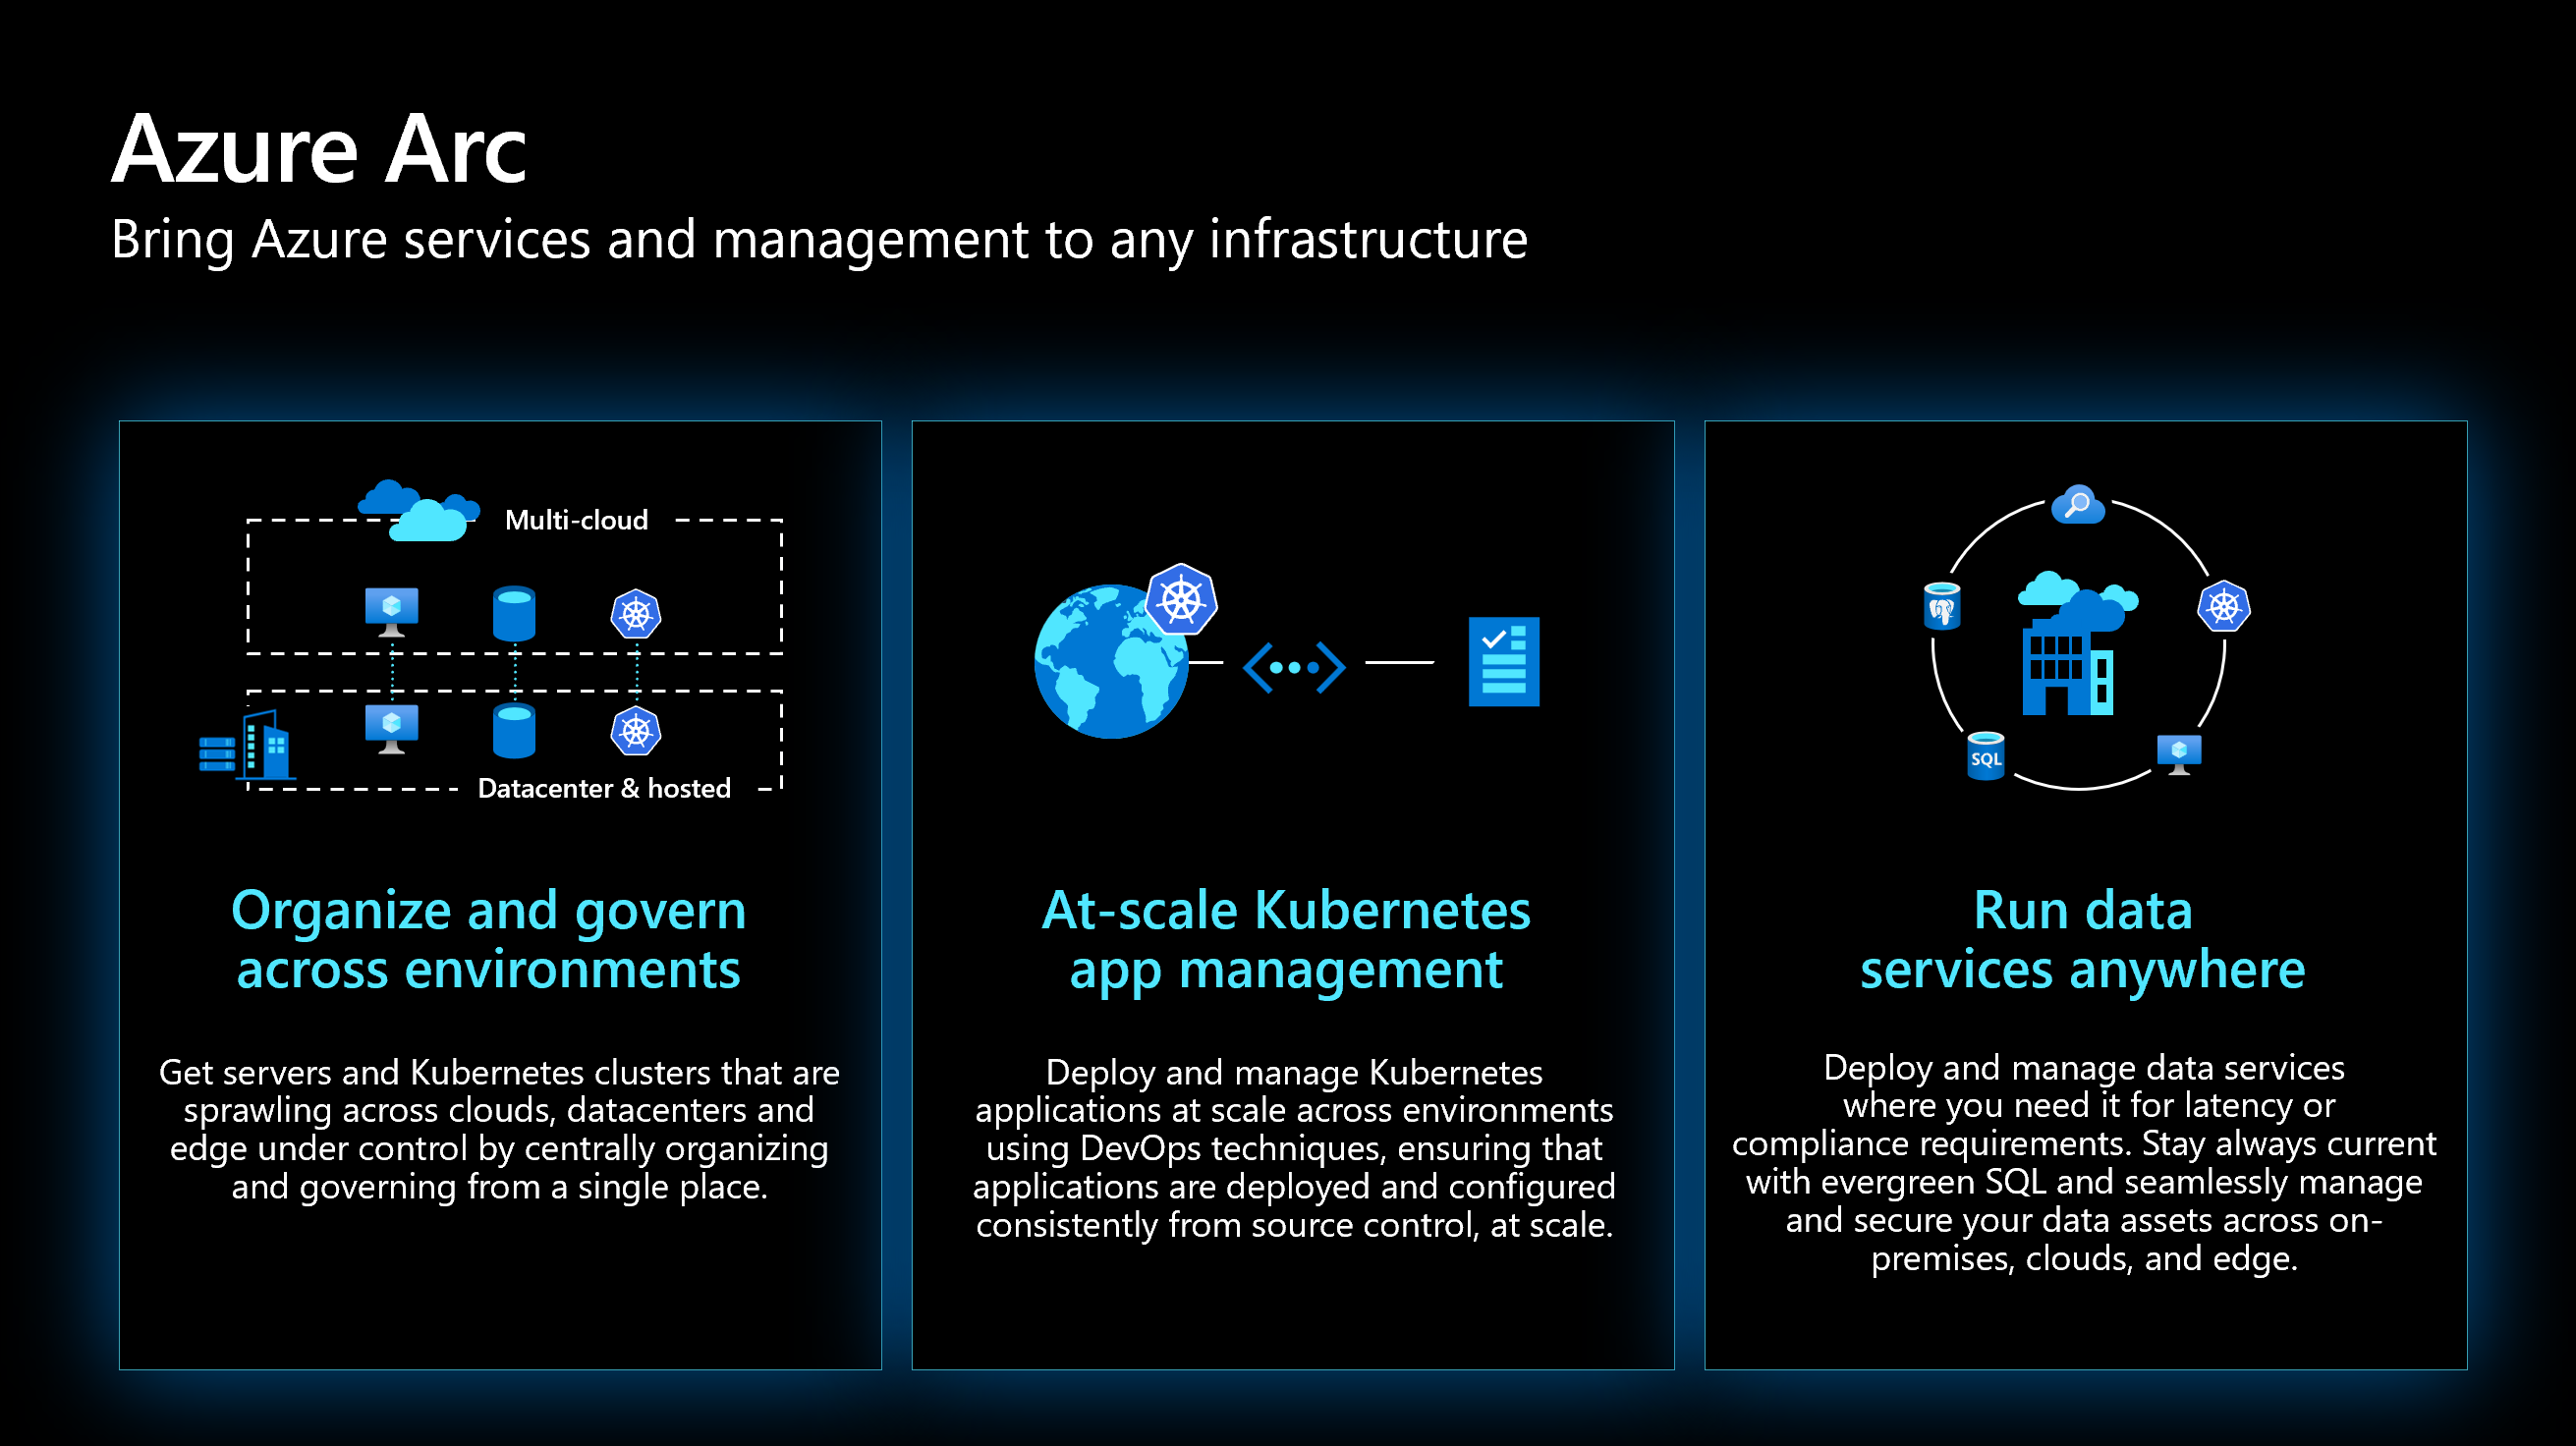 Azure Arc
Bring Azure services and management to any infrastructure
Multi-cloud
Datacenter & hosted
Organize and govern
across environments
Get servers and Kubernetes clusters that are
sprawling across clouds, datacenters and
edge under control by centrally organizing
and governing from a single place.
At-scale Kubernetes
app management
Deploy and manage Kubernetes
applications at scale across environments
using DevOps techniques, ensuring that
applications are deployed and configured
consistently from source control, at scale.
SQL
Run data
services anywhere
Deploy and manage data services
where you need it for latency or
compliance requirements. Stay always current
with evergreen SQL and seamlessly manage
and secure your data assets across on-
premises, clouds, and edge.